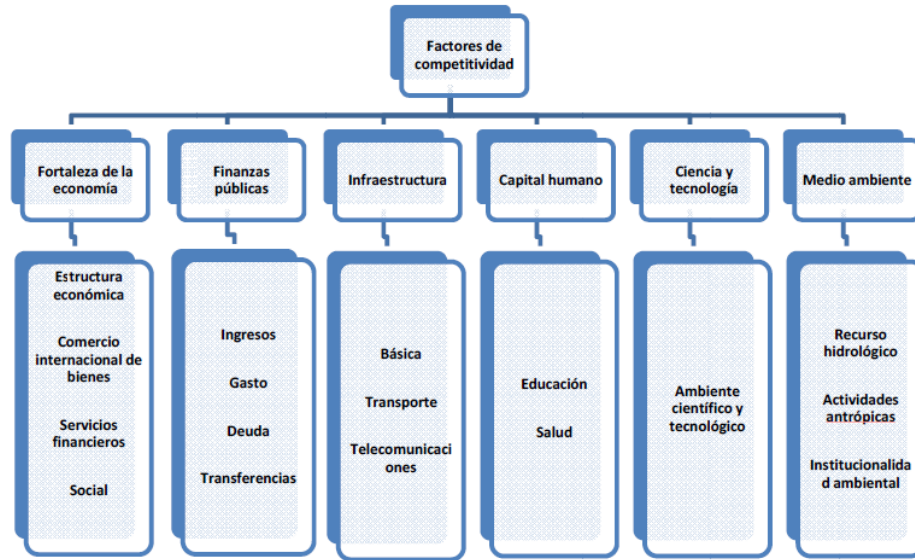 Factores de
competitividad
Fortaleza de la
economía
Finanzas
públicas
Infraestructura
Capital humano
Ciencia y
tecnología
Medio ambiente
Estructura
económica
Comercio
internacional de
bienes
Servicios
financieros
Social
Ingresos
Gasto
Deuda
Transferencias
Básica
Transporte
Telecomunicaci
ones
Educación
Salud
Ambiente
científico y
tecnológico
Recurso
hidrológico
Actividades
antrópicas
Institucionalida
d ambiental